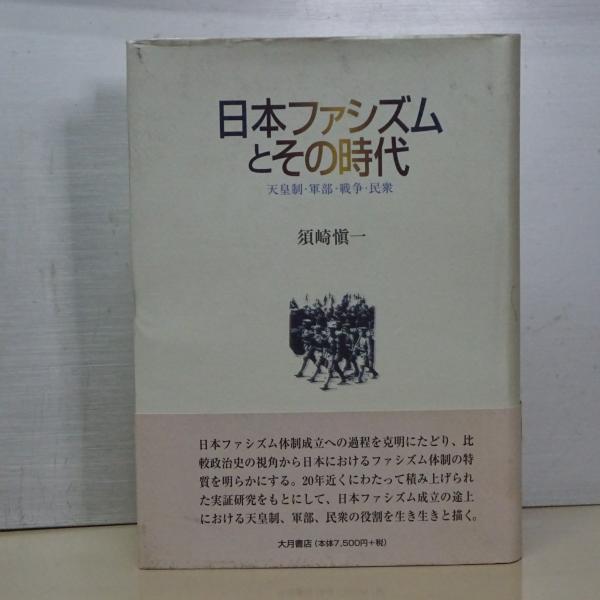 日本ファシズム
とその時代
天皇制・軍部・戦争・民衆
須崎愼一
日本ファシズム体制成立への過程を克明にたどり、比
較政治史の視角から日本におけるファシズム体制の特
質を明らかにする。20年近くにわたって積み上げられ
た実証研究をもとにして、日本ファシズム成立の途上
における天皇制、軍部、民衆の役割を生き生きと描く。
大月書店（本体7,500円+税）